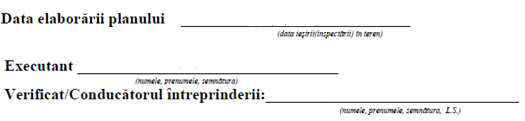 Data elaborării planului
(data ieșirii(inspectării) în teren)
Executant
(numele, prenumele, semnătura)
Verificat/Conducătorul întreprinderii:
(numele, prenumele, semnătura, L.S.)